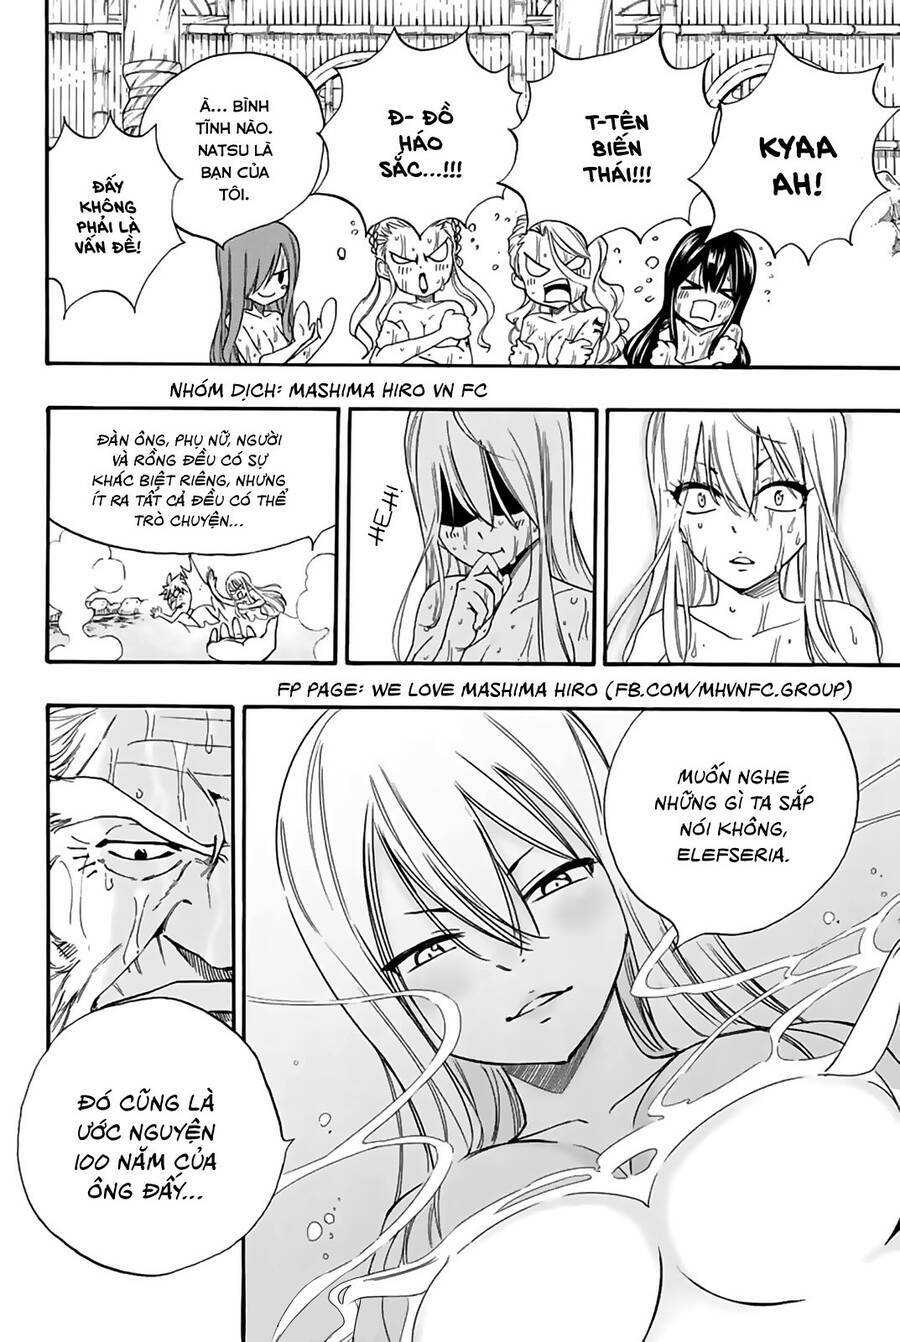 KYAA
AH!
T-TÊN
BIẾN
THÁI!!!
Đ- ĐỒ
HÁO
SẮC...!!!
À... BÌNH
TĨNH NÀO.
NATSU LÀ
BẠN CỦA
TÔI.
ĐẤY
KHÔNG
PHẢI LÀ
VẤN ĐỀ!
NHÓM DỊCH: MASHIMA HIRO VN FC
HEH!
ĐÀN ÔNG, PHỤ NỮ, NGƯỜI
VÀ RỒNG ĐỀU CÓ SỰ
KHÁC BIỆT RIÊNG, NHƯNG
ÍT RA TẤT CẢ ĐỀU CÓ THỂ
TRÒ CHUYỆN...
FP PAGE: WE LOVE MASHIMA HIRO (FB.COM/MHVNFC.GROUP)
MUỐN NGHE
NHỮNG GÌ TA SẮP
NÓI KHÔNG,
ELEFSERIA.
ĐÓ CŨNG LÀ
ƯỚC NGUYỆN
100 NĂM CỦA
ÔNG ĐẤY...